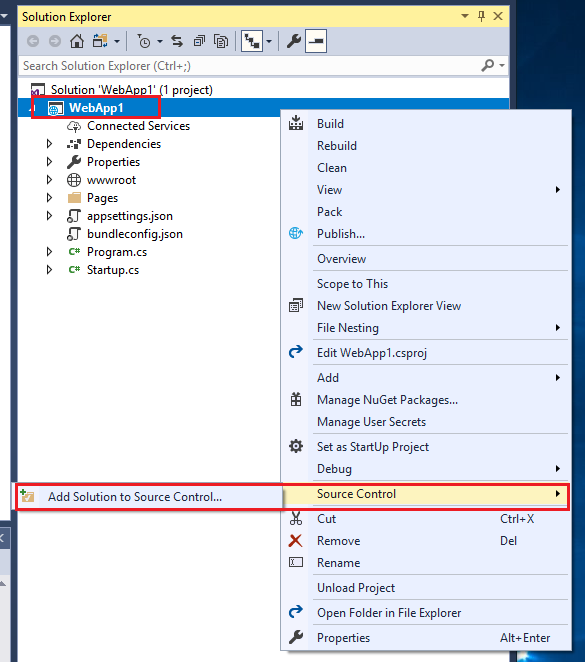 Solution Explorer
Search Solution Explorer (Ctrl+;)
Solution 'WebApp1' (1 project)
WebApp1
Connected Services
Dependencies
Properties
wwwroot
Pages
appsettings.json
bundleconfig.json
C# Program.cs
C# Startup.cs
Build
Rebuild
Clean
View
Pack
Publish...
Overview
Scope to This
New Solution Explorer View
File Nesting
Edit WebApp1.csproj
Add
Manage NuGet Packages...
Manage User Secrets
Set as StartUp Project
Debug
Source Control
Add Solution to Source Control...
Cut Ctrl+X
Remove Del
Rename
Unload Project
Open Folder in File Explorer
Properties Alt+Enter